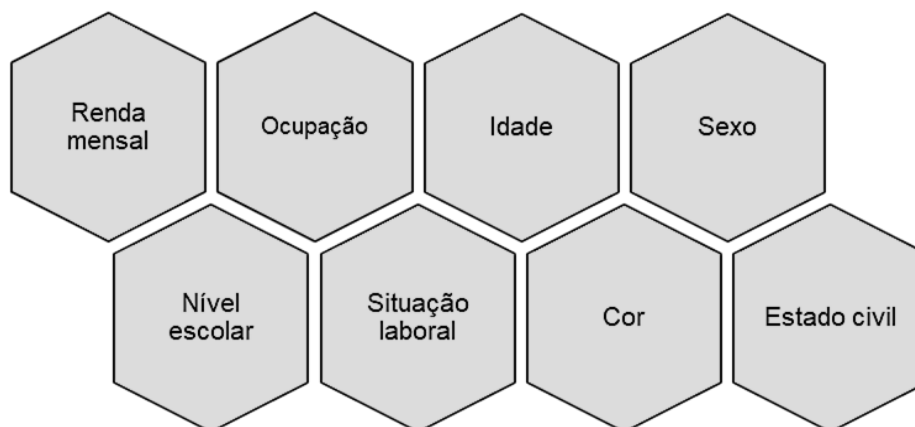 Renda
mensal
Ocupação
Idade
Sexo
Nível
escolar
Situação
laboral
Cor
Estado civil